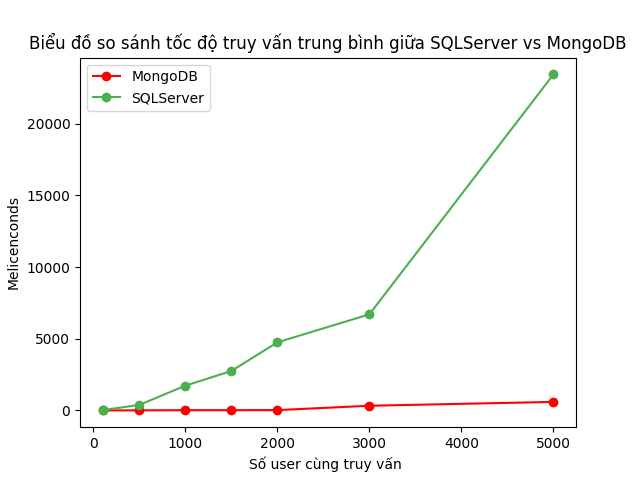 Biểu đồ so sánh tốc độ truy vấn trung bình giữa SQLServer vs MongoDB
MongoDB
SQLServer
Melicenconds
20000
15000
10000
5000
0
0
1000
2000
3000
4000
5000
Số user cùng truy vấn